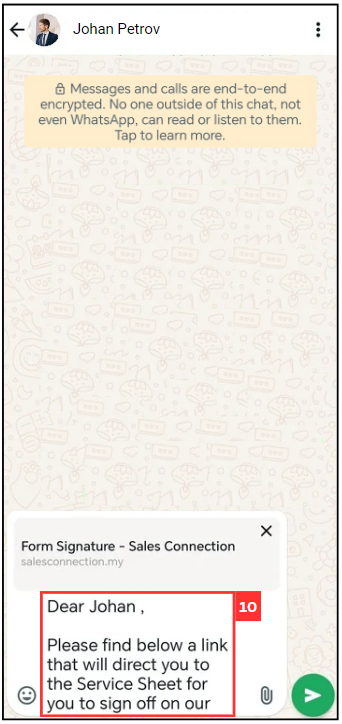 Johan Petrov
Messages and calls are end-to-end
encrypted. No one outside of this chat, not
even WhatsApp, can read or listen to them.
Tap to learn more.
Form Signature - Sales Connection
salesconnection.my
Dear Johan ,
10
Please find below a link
that will direct you to
the Service Sheet for
you to sign off on our